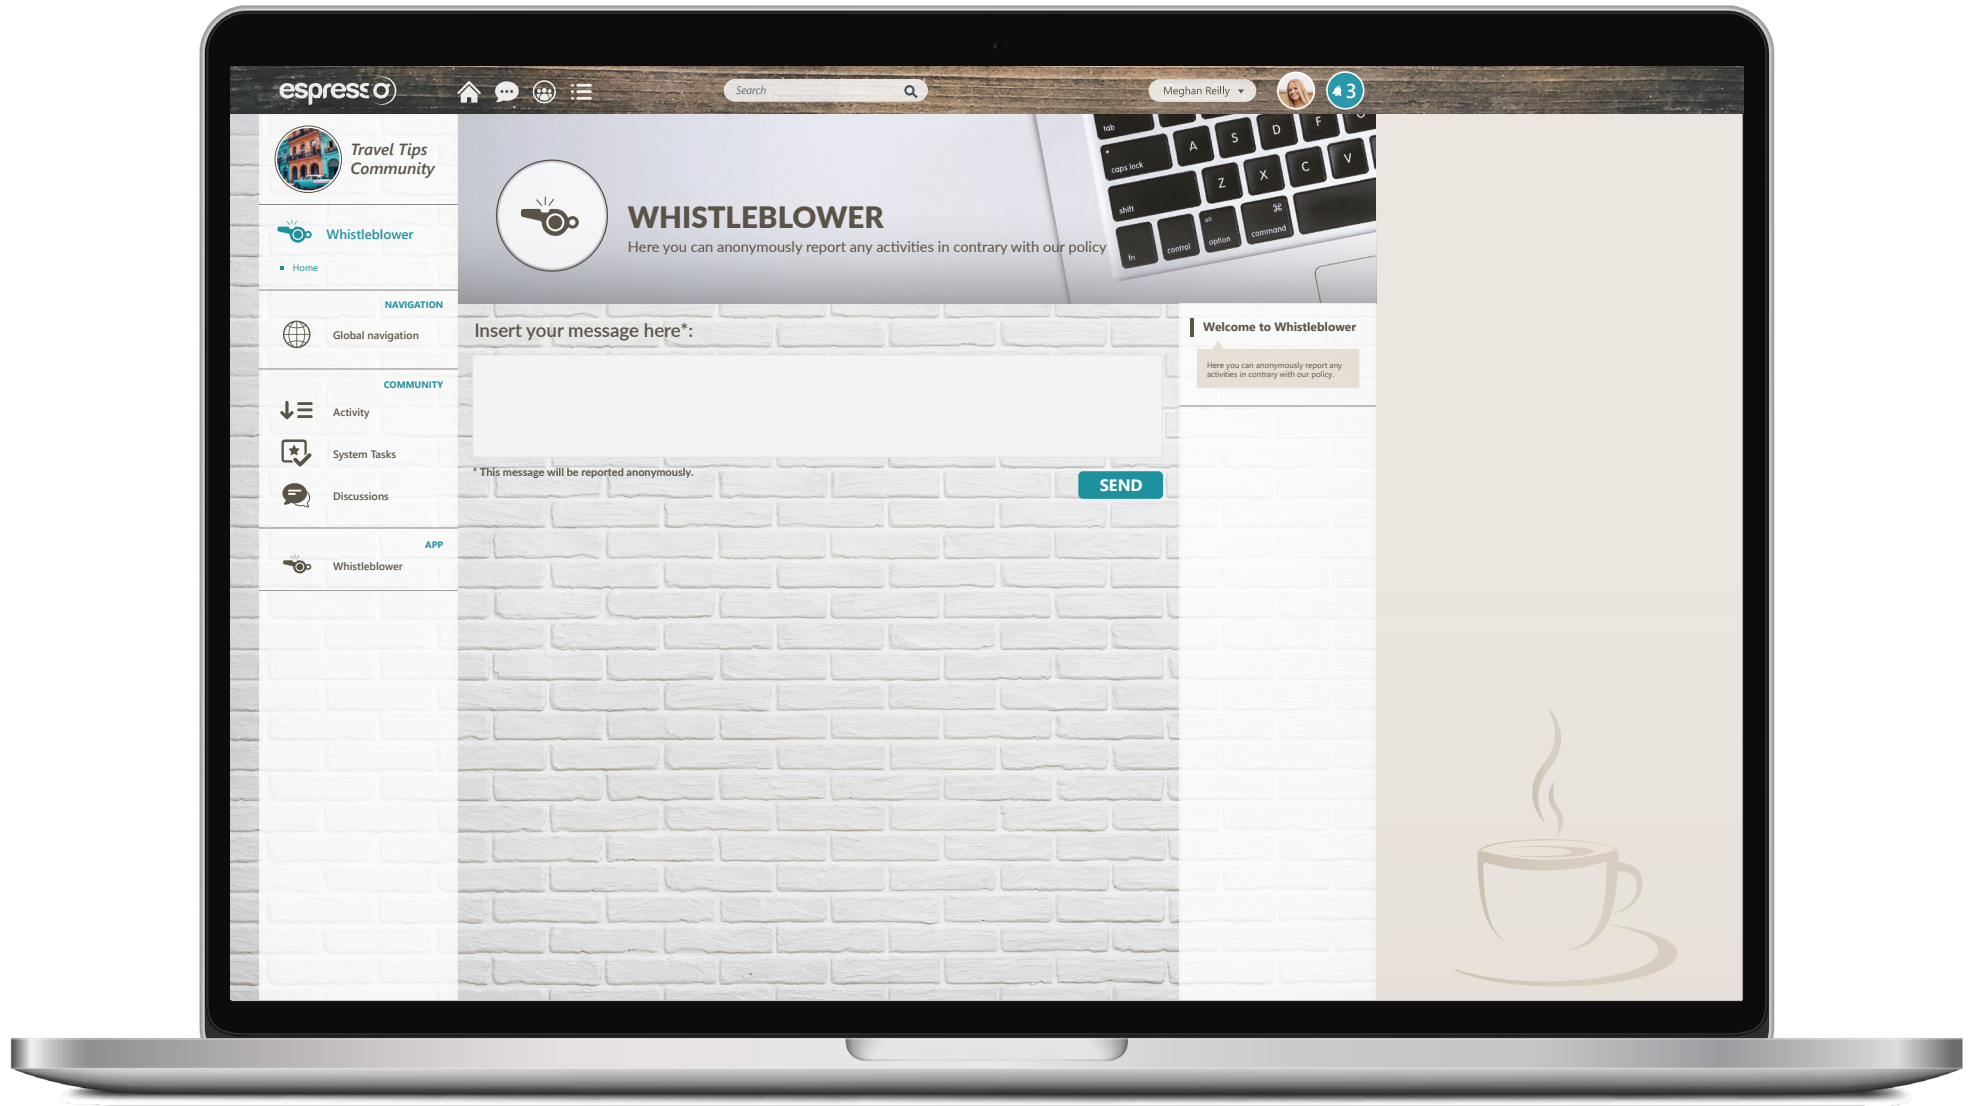 espresso
Search
Meghan Reilly
3
Travel Tips
Community
Whistleblower
Home
NAVIGATION
Global navigation
COMMUNITY
Activity
System Tasks
Discussions
APP
Whistleblower
WHISTLEBLOWER
Here you can anonymously report any activities in contrary with our policy
tab
A S D F G
caps lock
Z X C V
shift
fn control alt option ⌘ command
Insert your message here*:
* This message will be reported anonymously.
SEND
Welcome to Whistleblower
Here you can anonymously report any
activities in contrary with our policy.